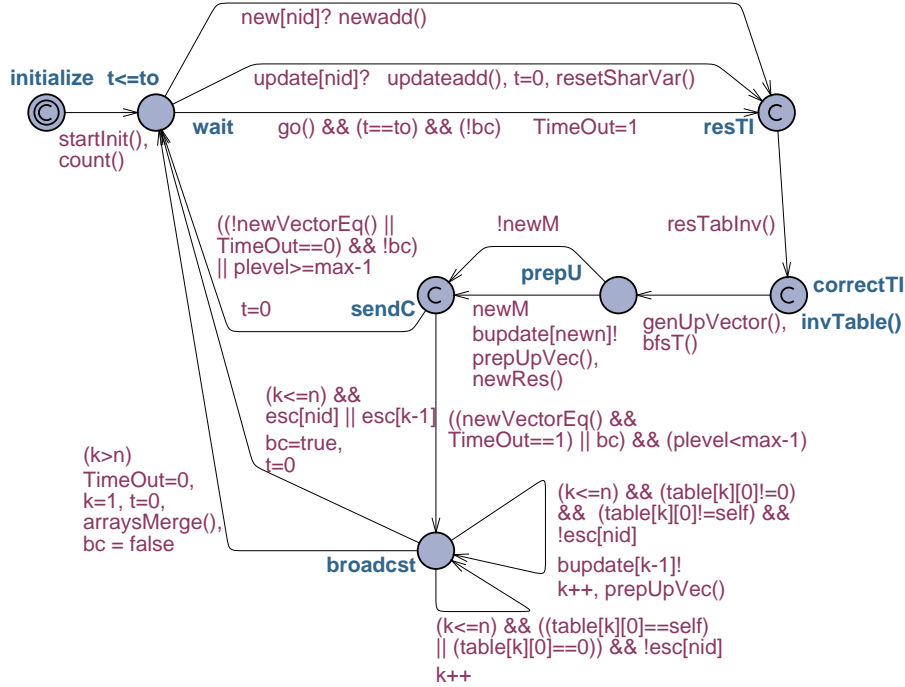 new[nid]? newadd()
initialize t<=to
update[nid]? updateadd(), t=0, resetSharVar()
C
wait
go() && (t==to) && (!bc) TimeOut=1
resTI
C
startInit(),
count()
((!newVectorEq() ||
TimeOut==0) && !bc)
|| plevel>=max-1
t=0
!newM
resTabInv()
prepU
correctTI
C
sendC
C
invTable()
newM
bupdate[newn]!
prepUpVec(),
newRes()
genUpVector(),
bfsT()
(k<=n) &&
esc[nid] || esc[k-1]
bc=true,
t=0
((newVectorEq() &&
TimeOut==1) || bc) && (plevel<max-1)
(k>n)
TimeOut=0,
k=1, t=0,
arraysMerge(),
bc = false
(k<=n) && (table[k][0]!=0)
&& (table[k][0]!=self) &&
!esc[nid]
bupdate[k-1]!
k++, prepUpVec()
broadcst
(k<=n) && ((table[k][0]==self)
|| (table[k][0]==0)) && !esc[nid]
k++